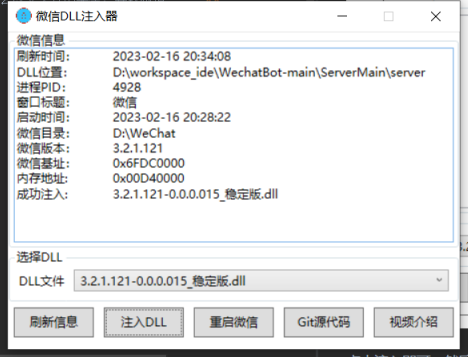 微信DLL注入器
微信信息
刷新时间: 2023-02-16 20:34:08
DLL位置: D:\workspace_ide\WechatBot-main\ServerMain\server
进程PID: 4928
窗口标题: 微信
启动时间: 2023-02-16 20:28:22
微信目录: D:\WeChat
微信版本: 3.2.1.121
微信基址: 0x6FDC0000
内存地址: 0x00D40000
成功注入: 3.2.1.121-0.0.0.015_稳定版.dll
选择DLL
DLL文件 3.2.1.121-0.0.0.015_稳定版.dll
刷新信息 注入DLL 重启微信 Git源代码 视频介绍